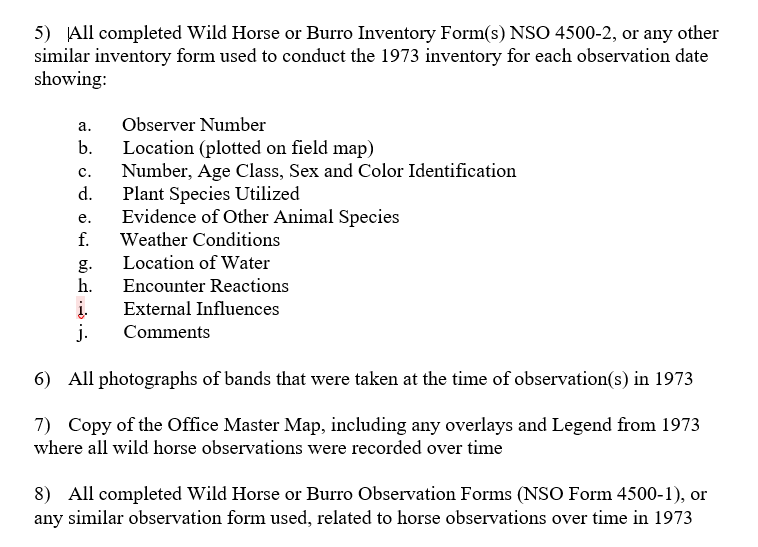 5) All completed Wild Horse or Burro Inventory Form(s) NSO 4500-2, or any other
similar inventory form used to conduct the 1973 inventory for each observation date
showing:
a. Observer Number
b. Location (plotted on field map)
c. Number, Age Class, Sex and Color Identification
d. Plant Species Utilized
e. Evidence of Other Animal Species
f. Weather Conditions
g. Location of Water
h. Encounter Reactions
i. External Influences
j. Comments
6) All photographs of bands that were taken at the time of observation(s) in 1973
7) Copy of the Office Master Map, including any overlays and Legend from 1973
where all wild horse observations were recorded over time
8) All completed Wild Horse or Burro Observation Forms (NSO Form 4500-1), or
any similar observation form used, related to horse observations over time in 1973